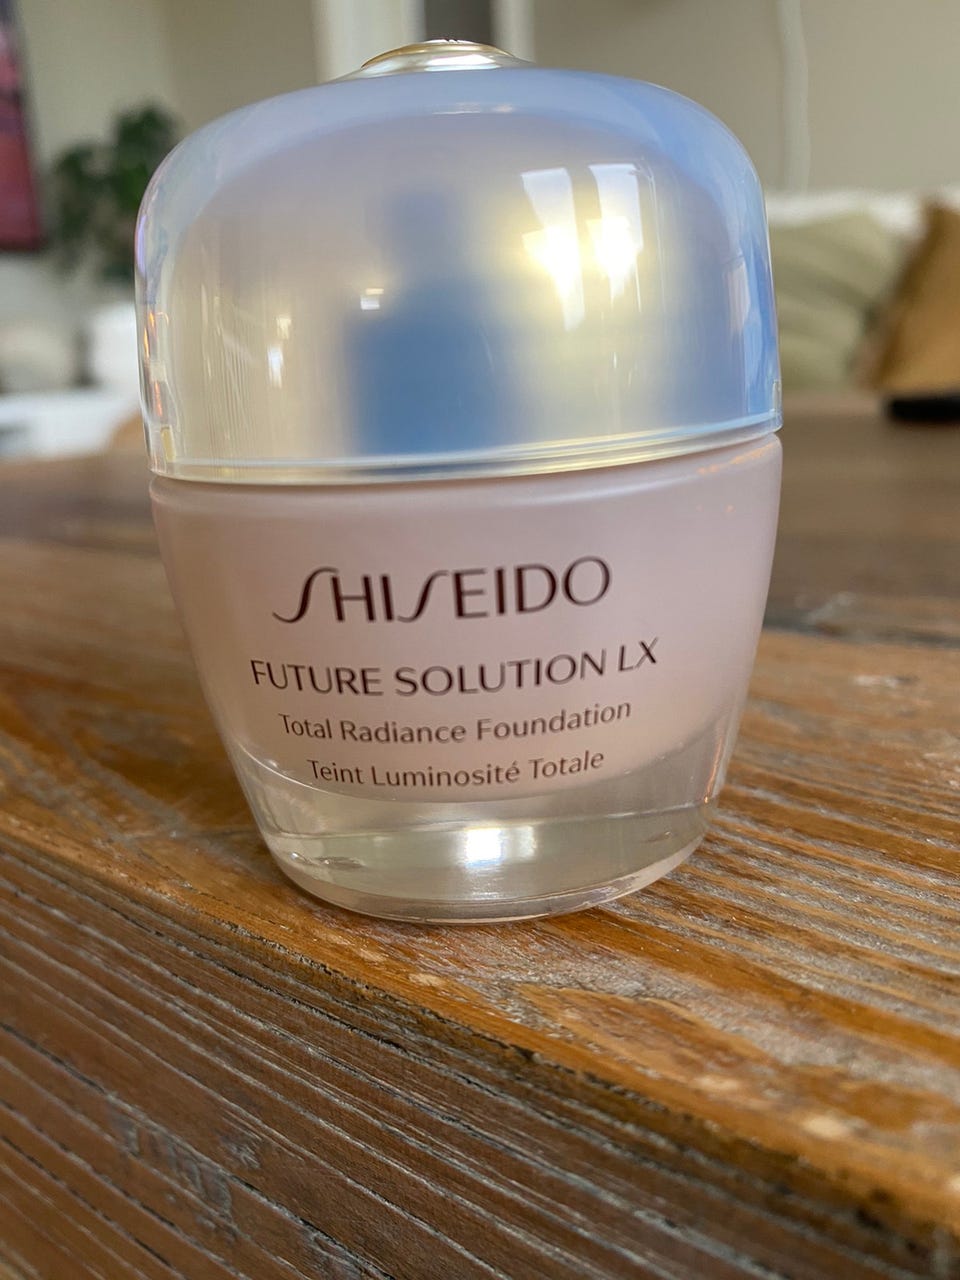 SHISEIDO
FUTURE SOLUTION LX
Total Radiance Foundation
Teint Luminosité Totale